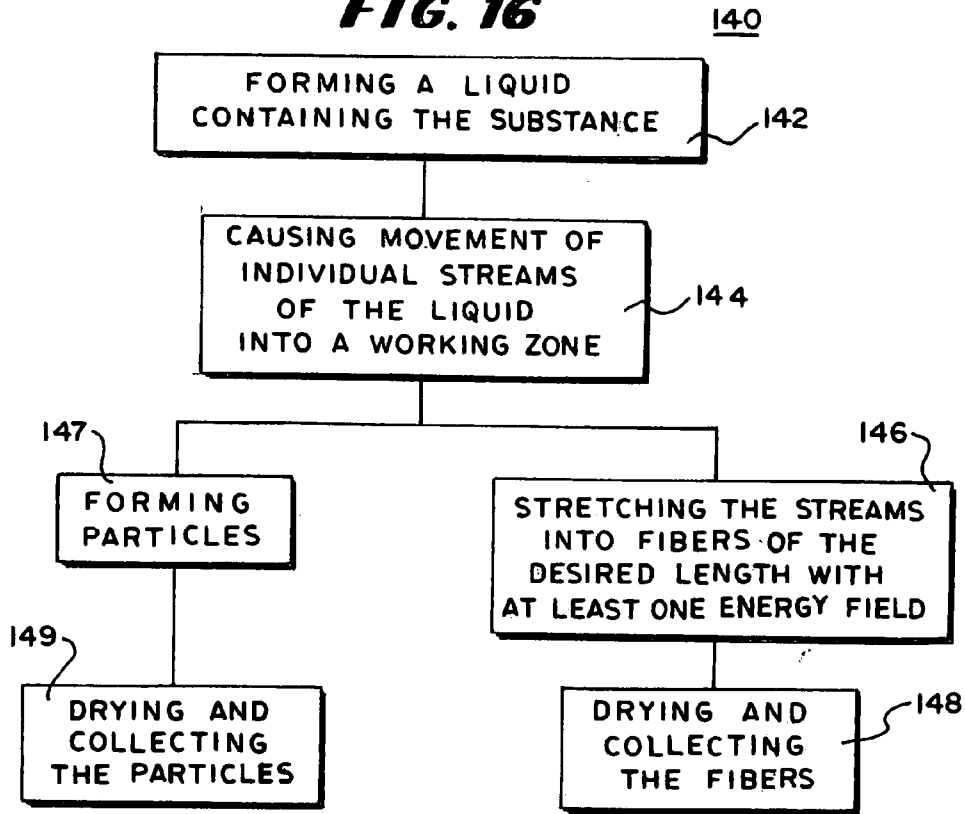 FIG. 16
140
FORMING A LIQUID
CONTAINING THE SUBSTANCE
142
CAUSING MOVEMENT OF
INDIVIDUAL STREAMS
OF THE LIQUID
INTO A WORKING ZONE
144
147
FORMING
PARTICLES
146
STRETCHING THE STREAMS
INTO FIBERS OF THE
DESIRED LENGTH WITH
AT LEAST ONE ENERGY FIELD
149
DRYING AND
COLLECTING
THE PARTICLES
148
DRYING AND
COLLECTING
THE FIBERS